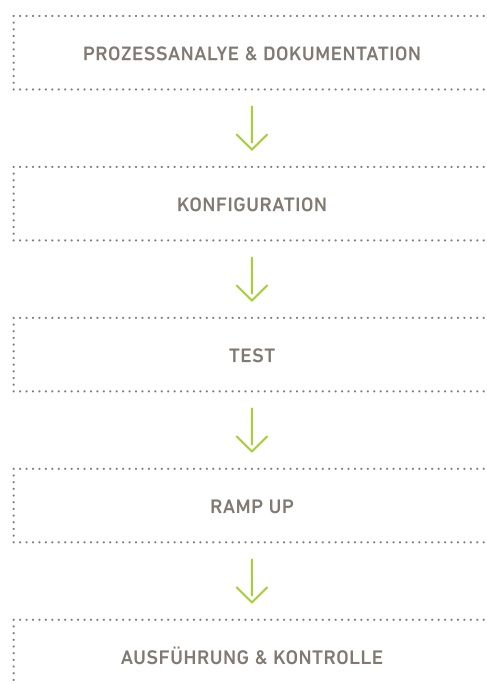 PROZESSANALYE & DOKUMENTATION
KONFIGURATION
TEST
RAMP UP
AUSFÜHRUNG & KONTROLLE